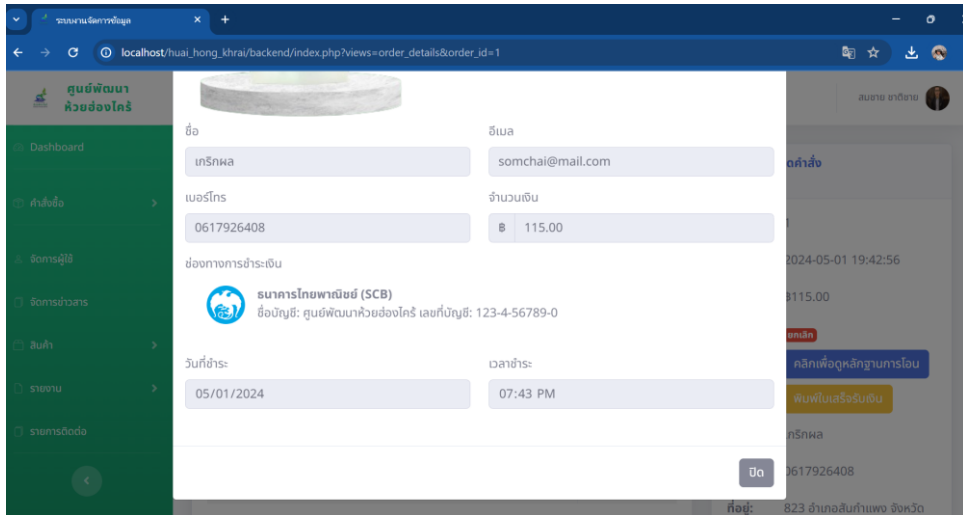 ระบบงานจัดการข้อมูล
localhost/huai_hong_khrai/backend/index.php?views=order_details&order_id=1
ศูนย์พัฒนา
ห้วยฮ่องไคร้
สมชาย ชาติชาย
Dashboard
คำสั่งซื้อ
จัดการผู้ใช้
จัดการข่าวสาร
สินค้า
รายงาน
รายการติดต่อ
ชื่อ
เกริกผล
อีเมล
somchai@mail.com
เบอร์โทร
0617926408
จำนวนเงิน
฿ 115.00
ช่องทางการชำระเงิน
ธนาคารไทยพาณิชย์ (SCB)
ชื่อบัญชี: ศูนย์พัฒนาห้วยฮ่องไคร้ เลขที่บัญชี: 123-4-56789-0
วันที่ชำระ
05/01/2024
เวลาชำระ
07:43 PM
ปิด
ดคำสั่ง
1
2024-05-01 19:42:56
฿115.00
ยกเลิก
คลิกเพื่อดูหลักฐานการโอน
พิมพ์ใบเสร็จรับเงิน
กริกผล
0617926408
ที่อยู่: 823 อำเภอสันกำแพง จังหวัด